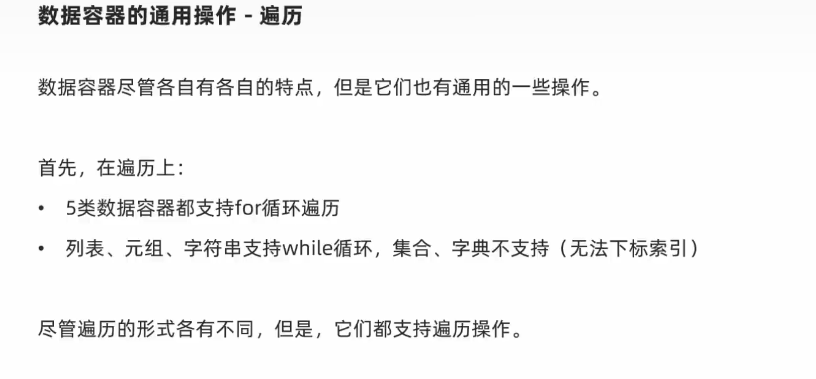 数据容器的通用操作 - 遍历
数据容器尽管各自有各自的特点，但是它们也有通用的一些操作。
首先，在遍历上：
• 5类数据容器都支持for循环遍历
• 列表、元组、字符串支持while循环，集合、字典不支持（无法下标索引）
尽管遍历的形式各有不同，但是，它们都支持遍历操作。